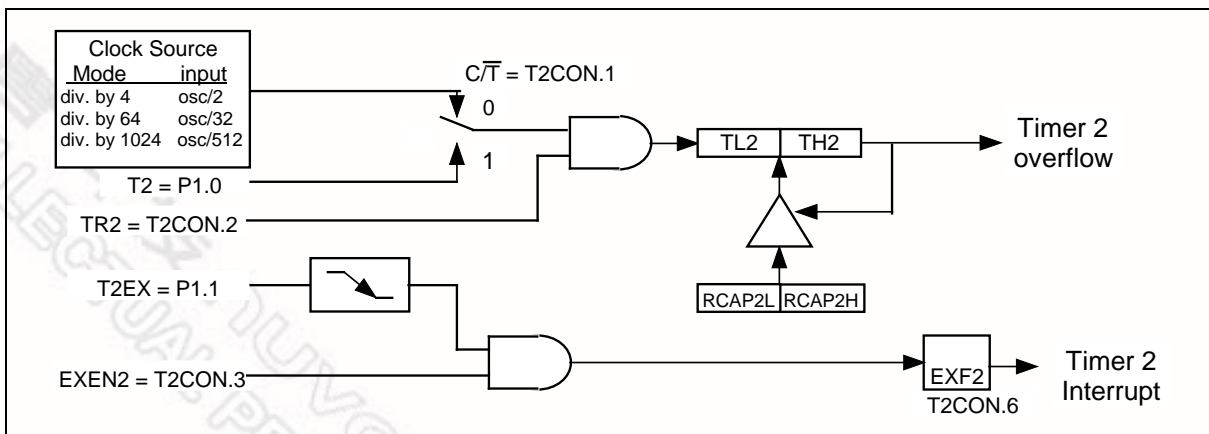 Clock Source
Mode input
div. by 4 osc/2
div. by 64 osc/32
div. by 1024 osc/512
C/T̅ = T2CON.1
0
1
T2 = P1.0
TR2 = T2CON.2
TL2 TH2
Timer 2
overflow
RCAP2L RCAP2H
T2EX = P1.1
EXEN2 = T2CON.3
EXF2
T2CON.6
Timer 2
Interrupt